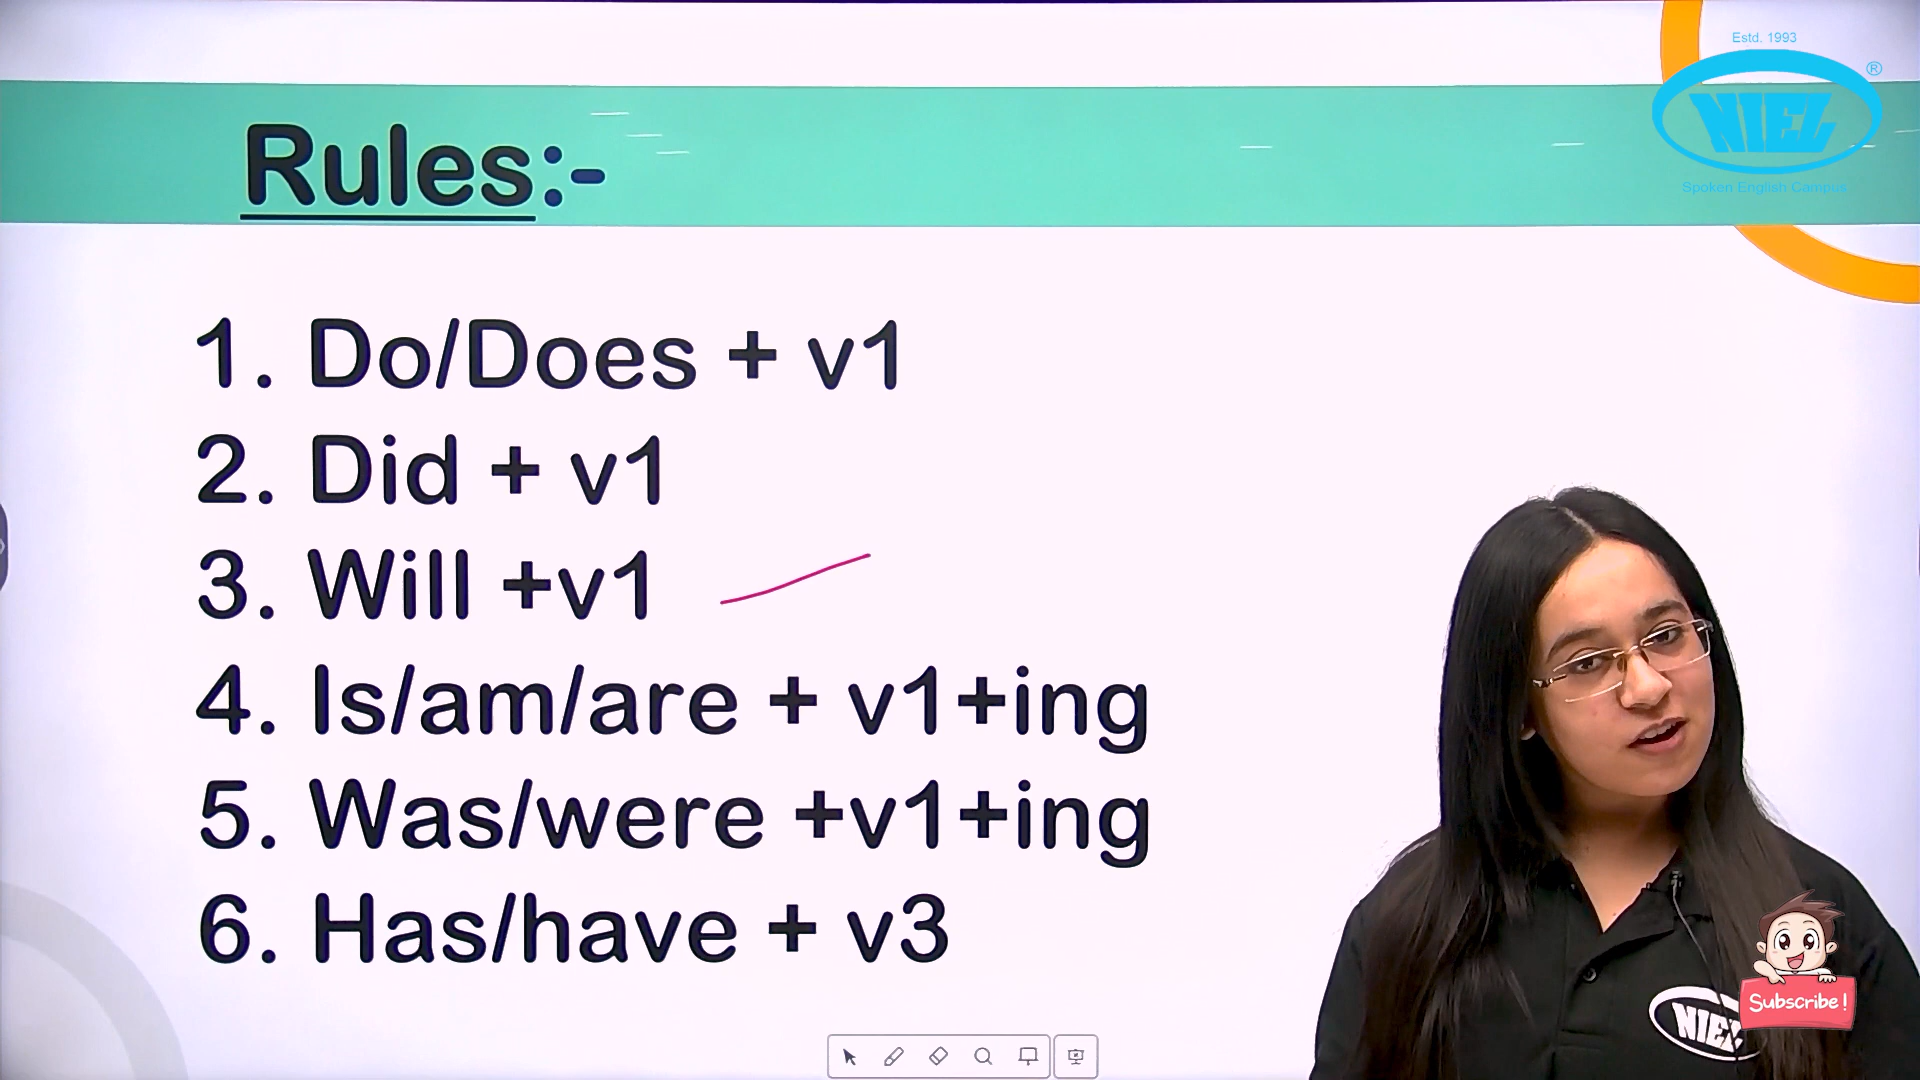 Estd. 1993
®
NIEL
Spoken English Campus
Rules:-
1. Do/Does + v1
2. Did + v1
3. Will +v1
4. Is/am/are + v1+ing
5. Was/were +v1+ing
6. Has/have + v3
NIEL
Subscribe!